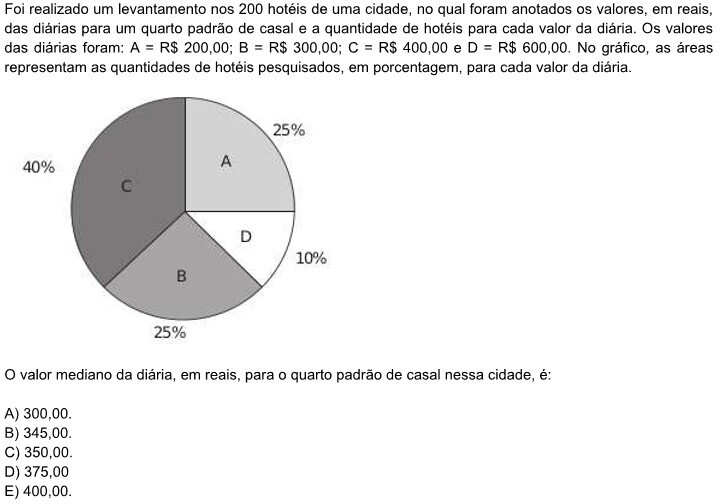 Foi realizado um levantamento nos 200 hotéis de uma cidade, no qual foram anotados os valores, em reais,
das diárias para um quarto padrão de casal e a quantidade de hotéis para cada valor da diária. Os valores
das diárias foram: A = R$ 200,00; B = R$ 300,00; C = R$ 400,00 e D = R$ 600,00. No gráfico, as áreas
representam as quantidades de hotéis pesquisados, em porcentagem, para cada valor da diária.
25%
A
40%
C
D
10%
B
25%
O valor mediano da diária, em reais, para o quarto padrão de casal nessa cidade, é:
A) 300,00.
B) 345,00.
C) 350,00.
D) 375,00
E) 400,00.